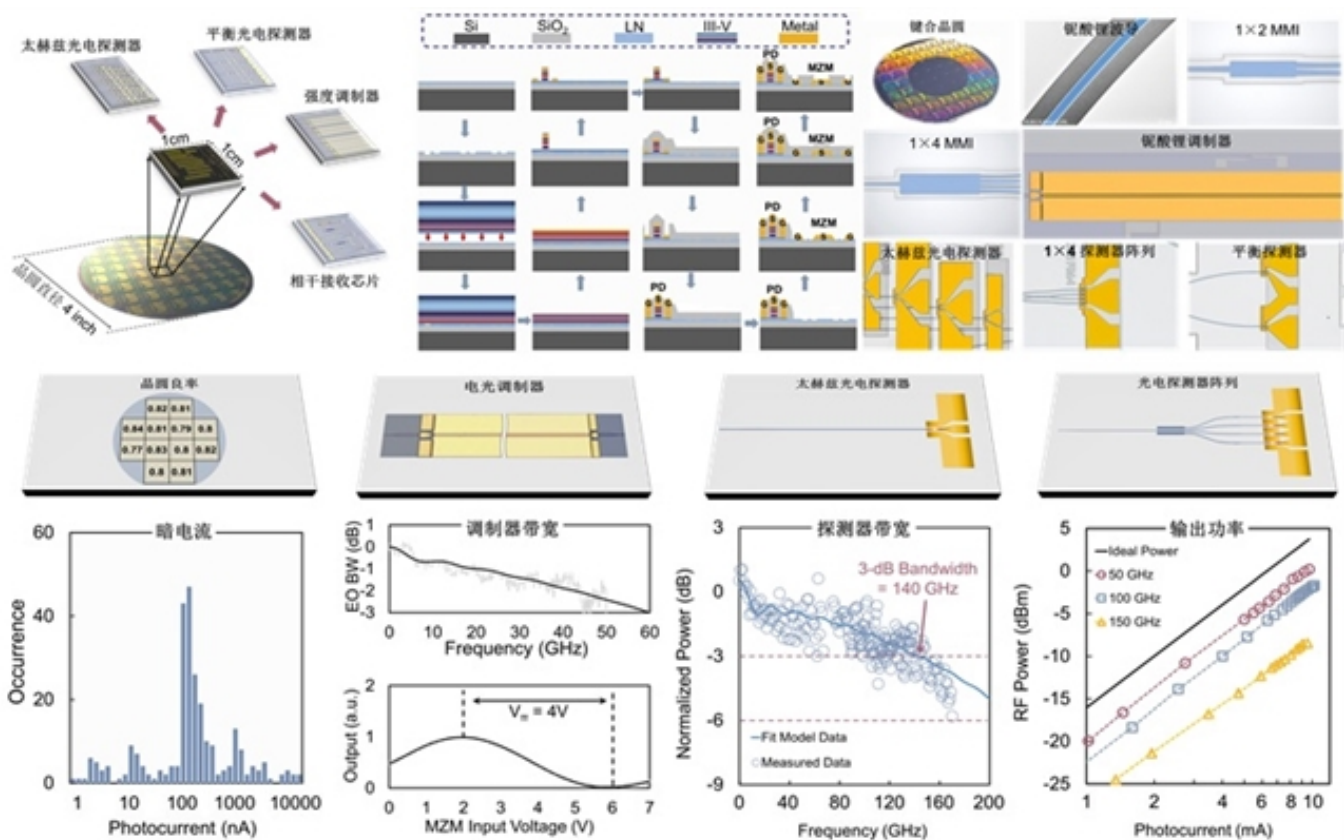 太赫兹光电探测器
平衡光电探测器
强度调制器
1cm
1cm
相干接收芯片
晶圆直径 4 inch
Si
SiO₂
LN
III-V
Metal
PD
MZM
PD
MZM
PD
MZM
PD
PD
键合晶圆
铌酸锂波导
1×2 MMI
1×4 MMI
铌酸锂调制器
太赫兹光电探测器
1×4 探测器阵列
平衡探测器
晶圆良率
0.82 0.81
0.84 0.81 0.79 0.8
0.77 0.83 0.8 0.82
0.8 0.81
电光调制器
太赫兹光电探测器
光电探测器阵列
暗电流
Occurrence
60
40
20
0
1 10 100 1000 10000
Photocurrent (nA)
调制器带宽
EO BW (dB)
1
0
-1
-2
-3
0 10 20 30 40 50 60
Frequency (GHz)
Output (a.u.)
2
1
0
Vπ = 4V
0 1 2 3 4 5 6 7
MZM Input Voltage (V)
探测器带宽
3-dB Bandwidth
= 140 GHz
Normalized Power (dB)
3
0
-3
-6
-9
Fit Model Data
Measured Data
0 40 80 120 160 200
Frequency (GHz)
输出功率
Ideal Power
50 GHz
100 GHz
150 GHz
RF Power (dBm)
5
0
-5
-10
-15
-20
-25
1 2 4 6 8 10
Photocurrent (mA)